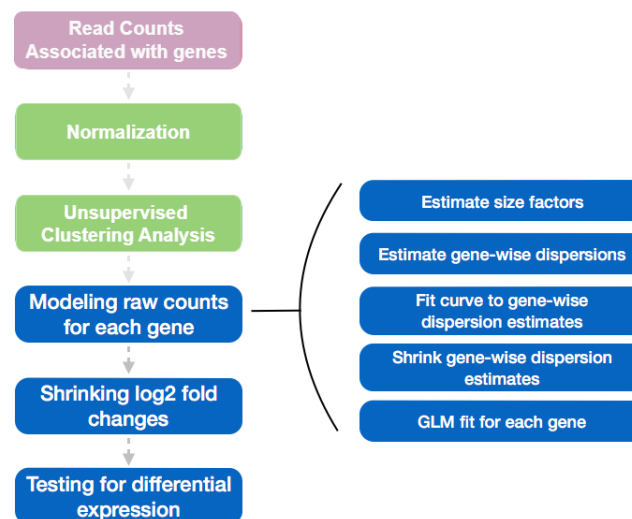 Read Counts
Associated with genes
Normalization
Unsupervised
Clustering Analysis
Modeling raw counts
for each gene
Shrinking log2 fold
changes
Testing for differential
expression
Estimate size factors
Estimate gene-wise dispersions
Fit curve to gene-wise
dispersion estimates
Shrink gene-wise dispersion
estimates
GLM fit for each gene